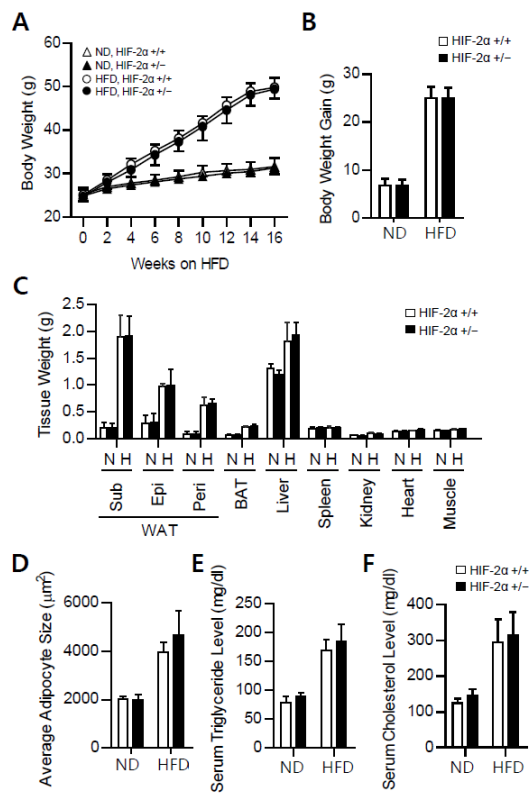 A
△ ND, HIF-2α +/+
▲ ND, HIF-2α +/−
○ HFD, HIF-2α +/+
● HFD, HIF-2α +/−
Body Weight (g)
60
50
40
30
20
0 2 4 6 8 10 12 14 16
Weeks on HFD
B
HIF-2α +/+
HIF-2α +/−
Body Weight Gain (g)
30
20
10
0
ND HFD
C
HIF-2α +/+
HIF-2α +/−
Tissue Weight (g)
2.5
2.0
1.5
1.0
0.5
0.0
N H N H N H N H N H N H N H N H N H
Sub Epi Peri BAT Liver Spleen Kidney Heart Muscle
WAT
D
Average Adipocyte Size (μm²)
6000
4000
2000
0
ND HFD
E
Serum Triglyceride Level (mg/dl)
250
200
150
100
50
0
ND HFD
F
HIF-2α +/+
HIF-2α +/−
Serum Cholesterol Level (mg/dl)
400
300
200
100
0
ND HFD